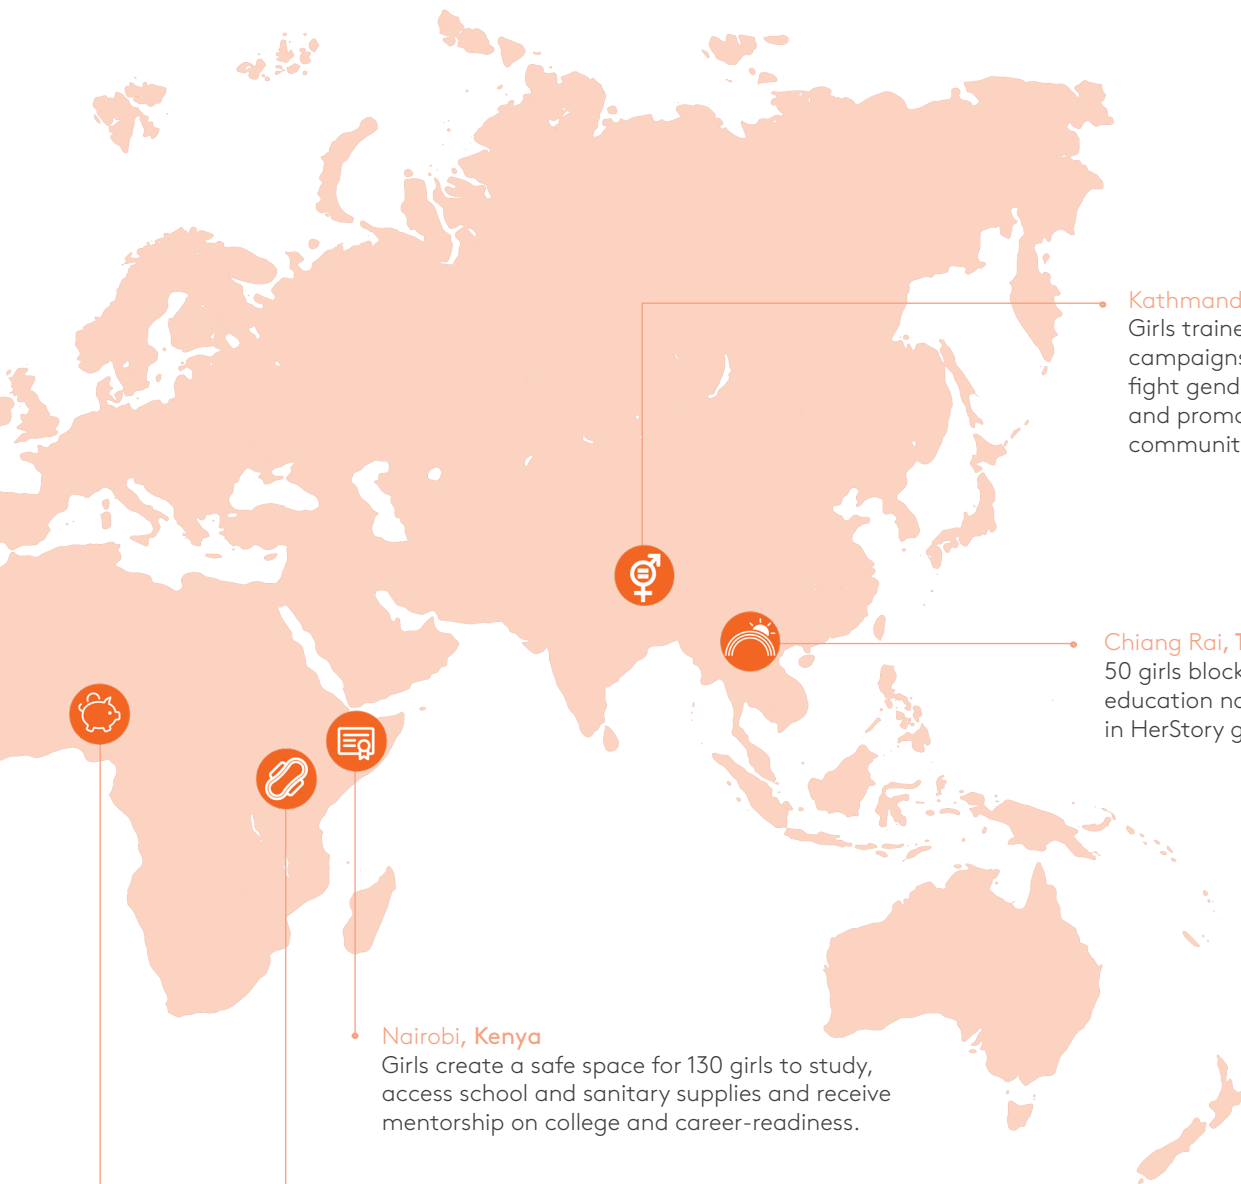 Kathmand
Girls traine
campaigns
fight gend
and promo
communit
Chiang Rai, T
50 girls block
education no
in HerStory g
Nairobi, Kenya
Girls create a safe space for 130 girls to study,
access school and sanitary supplies and receive
mentorship on college and career-readiness.